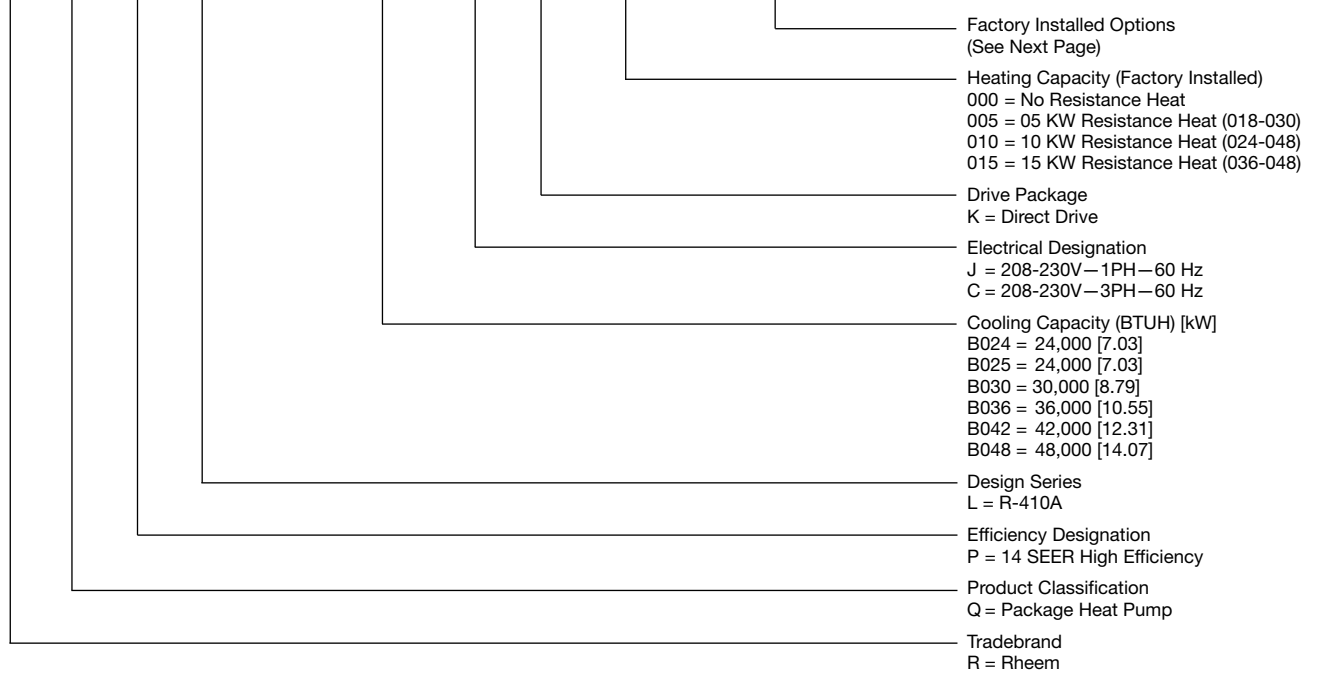 Factory Installed Options
(See Next Page)
Heating Capacity (Factory Installed)
000 = No Resistance Heat
005 = 05 KW Resistance Heat (018-030)
010 = 10 KW Resistance Heat (024-048)
015 = 15 KW Resistance Heat (036-048)
Drive Package
K = Direct Drive
Electrical Designation
J = 208-230V—1PH—60 Hz
C = 208-230V—3PH—60 Hz
Cooling Capacity (BTUH) [kW]
B024 = 24,000 [7.03]
B025 = 24,000 [7.03]
B030 = 30,000 [8.79]
B036 = 36,000 [10.55]
B042 = 42,000 [12.31]
B048 = 48,000 [14.07]
Design Series
L = R-410A
Efficiency Designation
P = 14 SEER High Efficiency
Product Classification
Q = Package Heat Pump
Tradebrand
R = Rheem